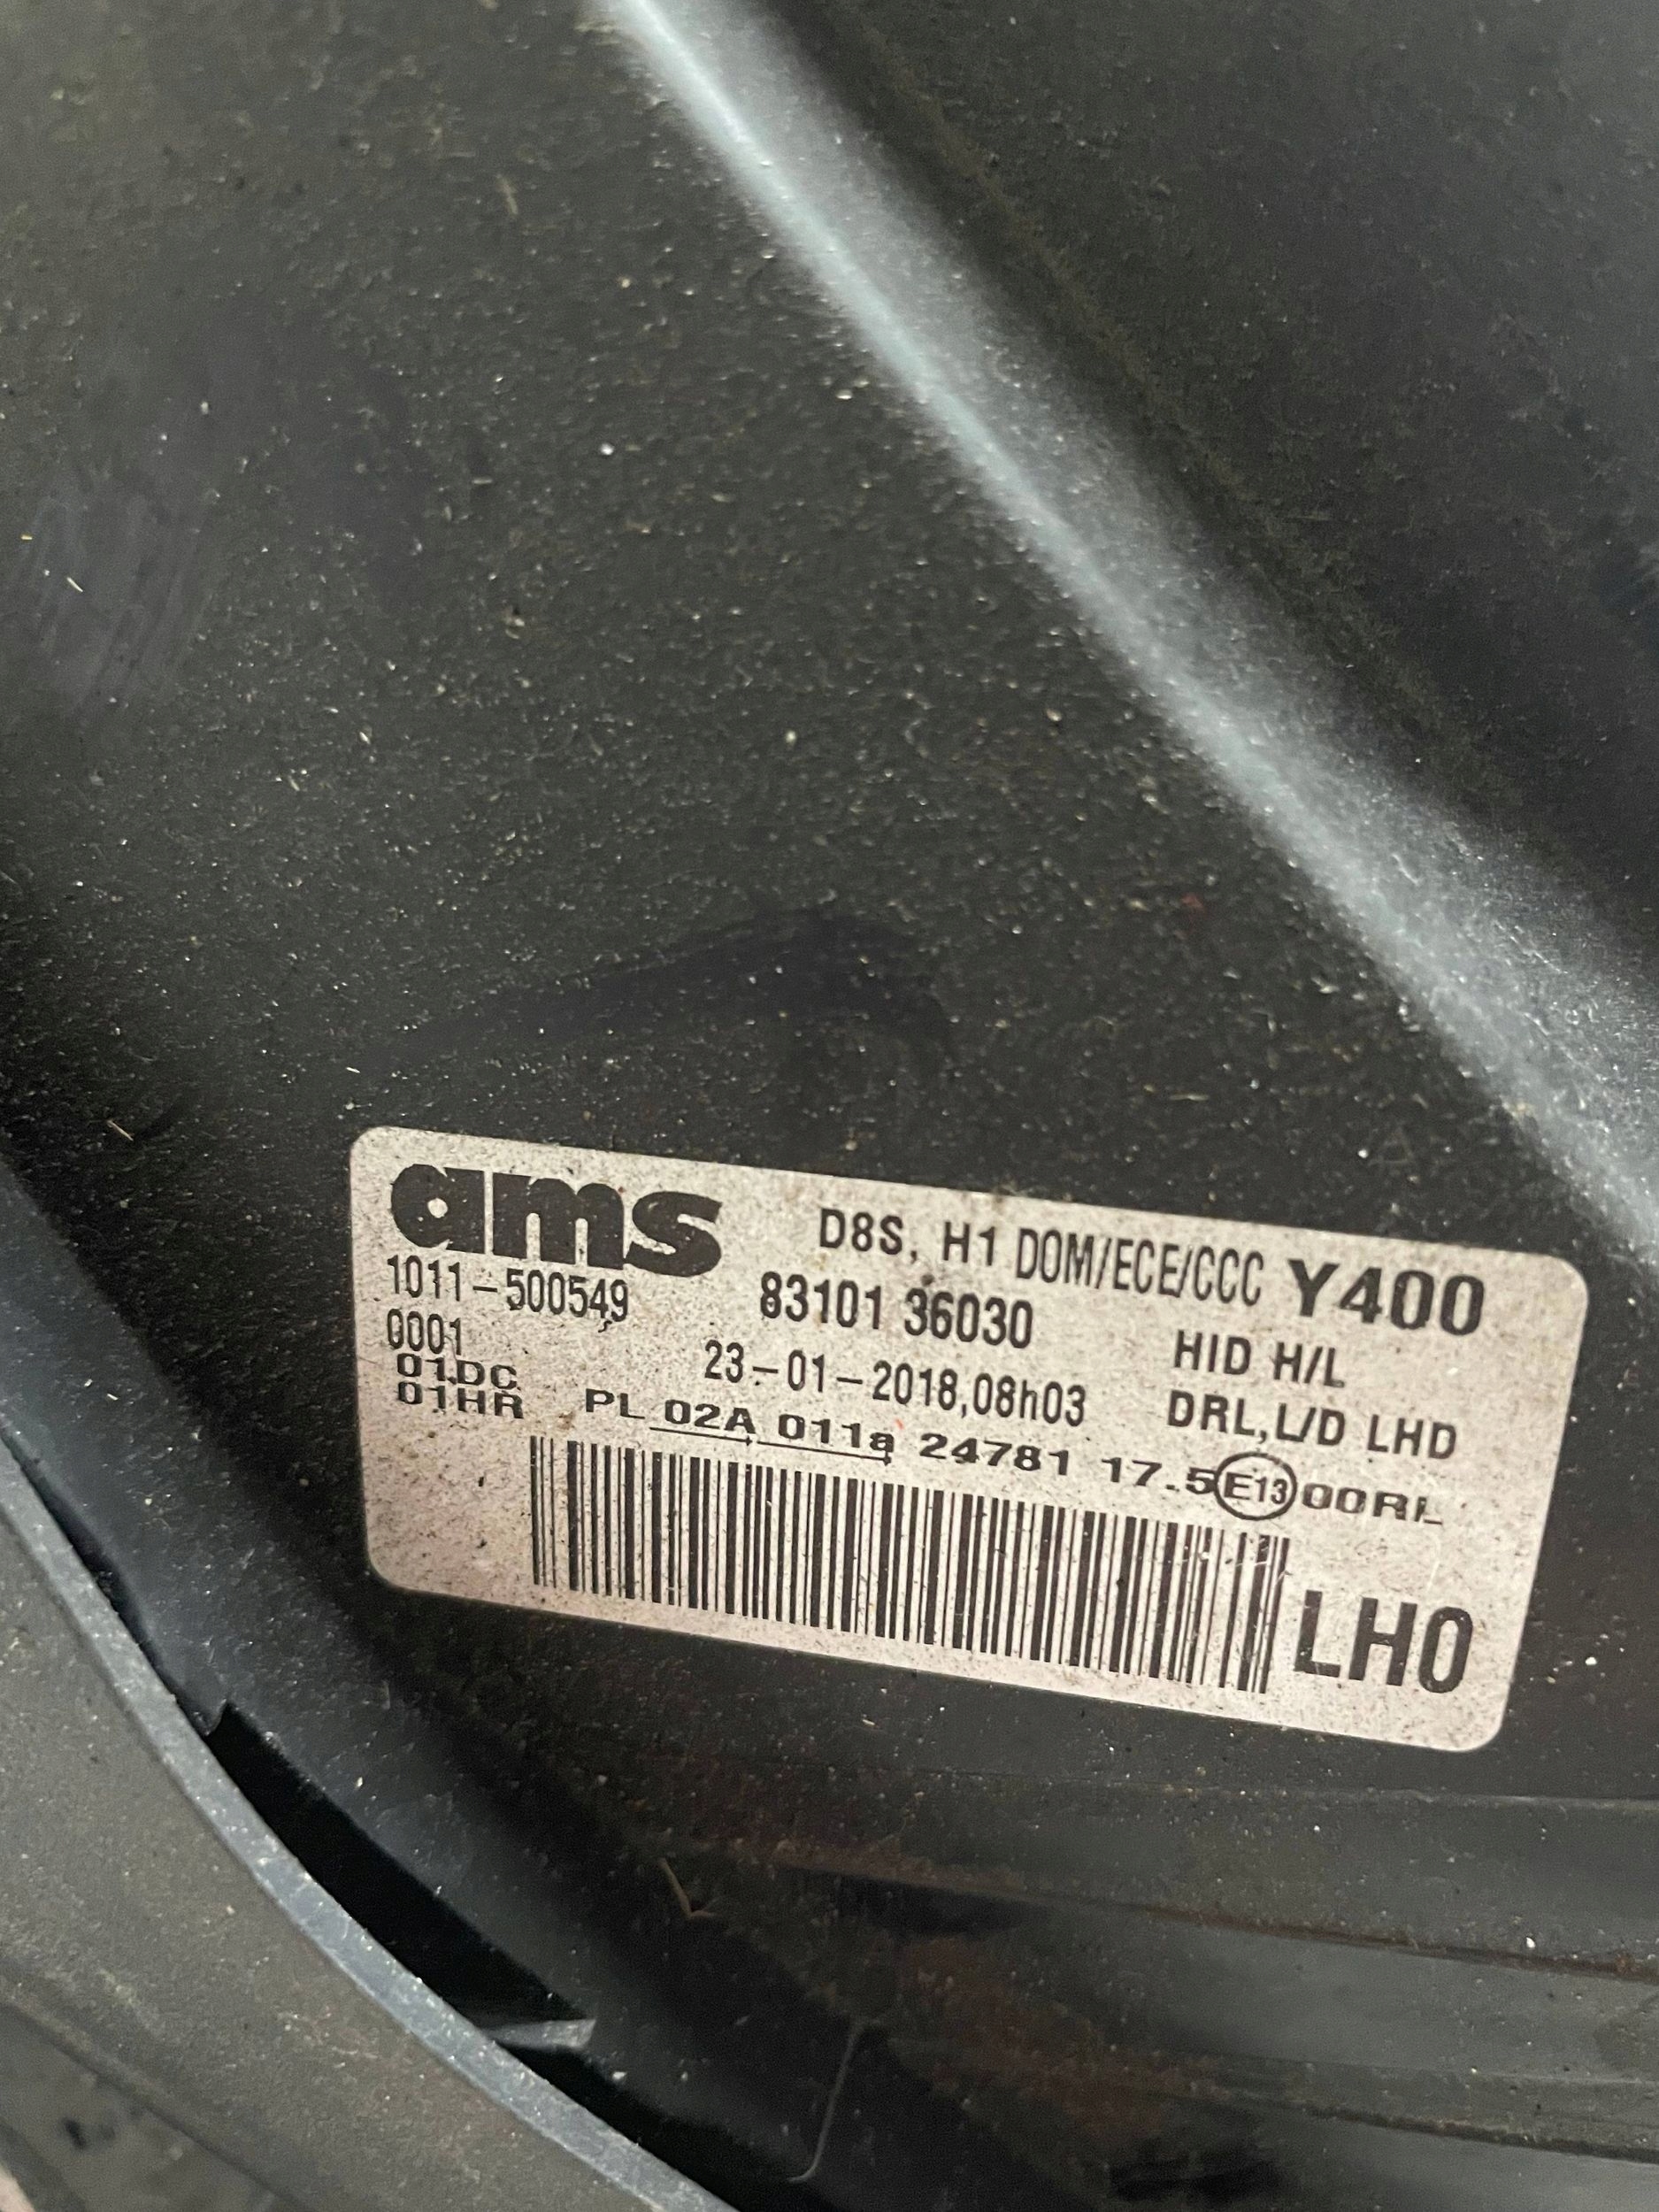 ams D8S, H1 DOM/ECE/CCC Y400
1011-500549 83101 36030 HID H/L
0001 23-01-2018,08h03 DRL,L/D LHD
01DC
01HR PL 02A 011a 24781 17.5 E13 00RL
LH0